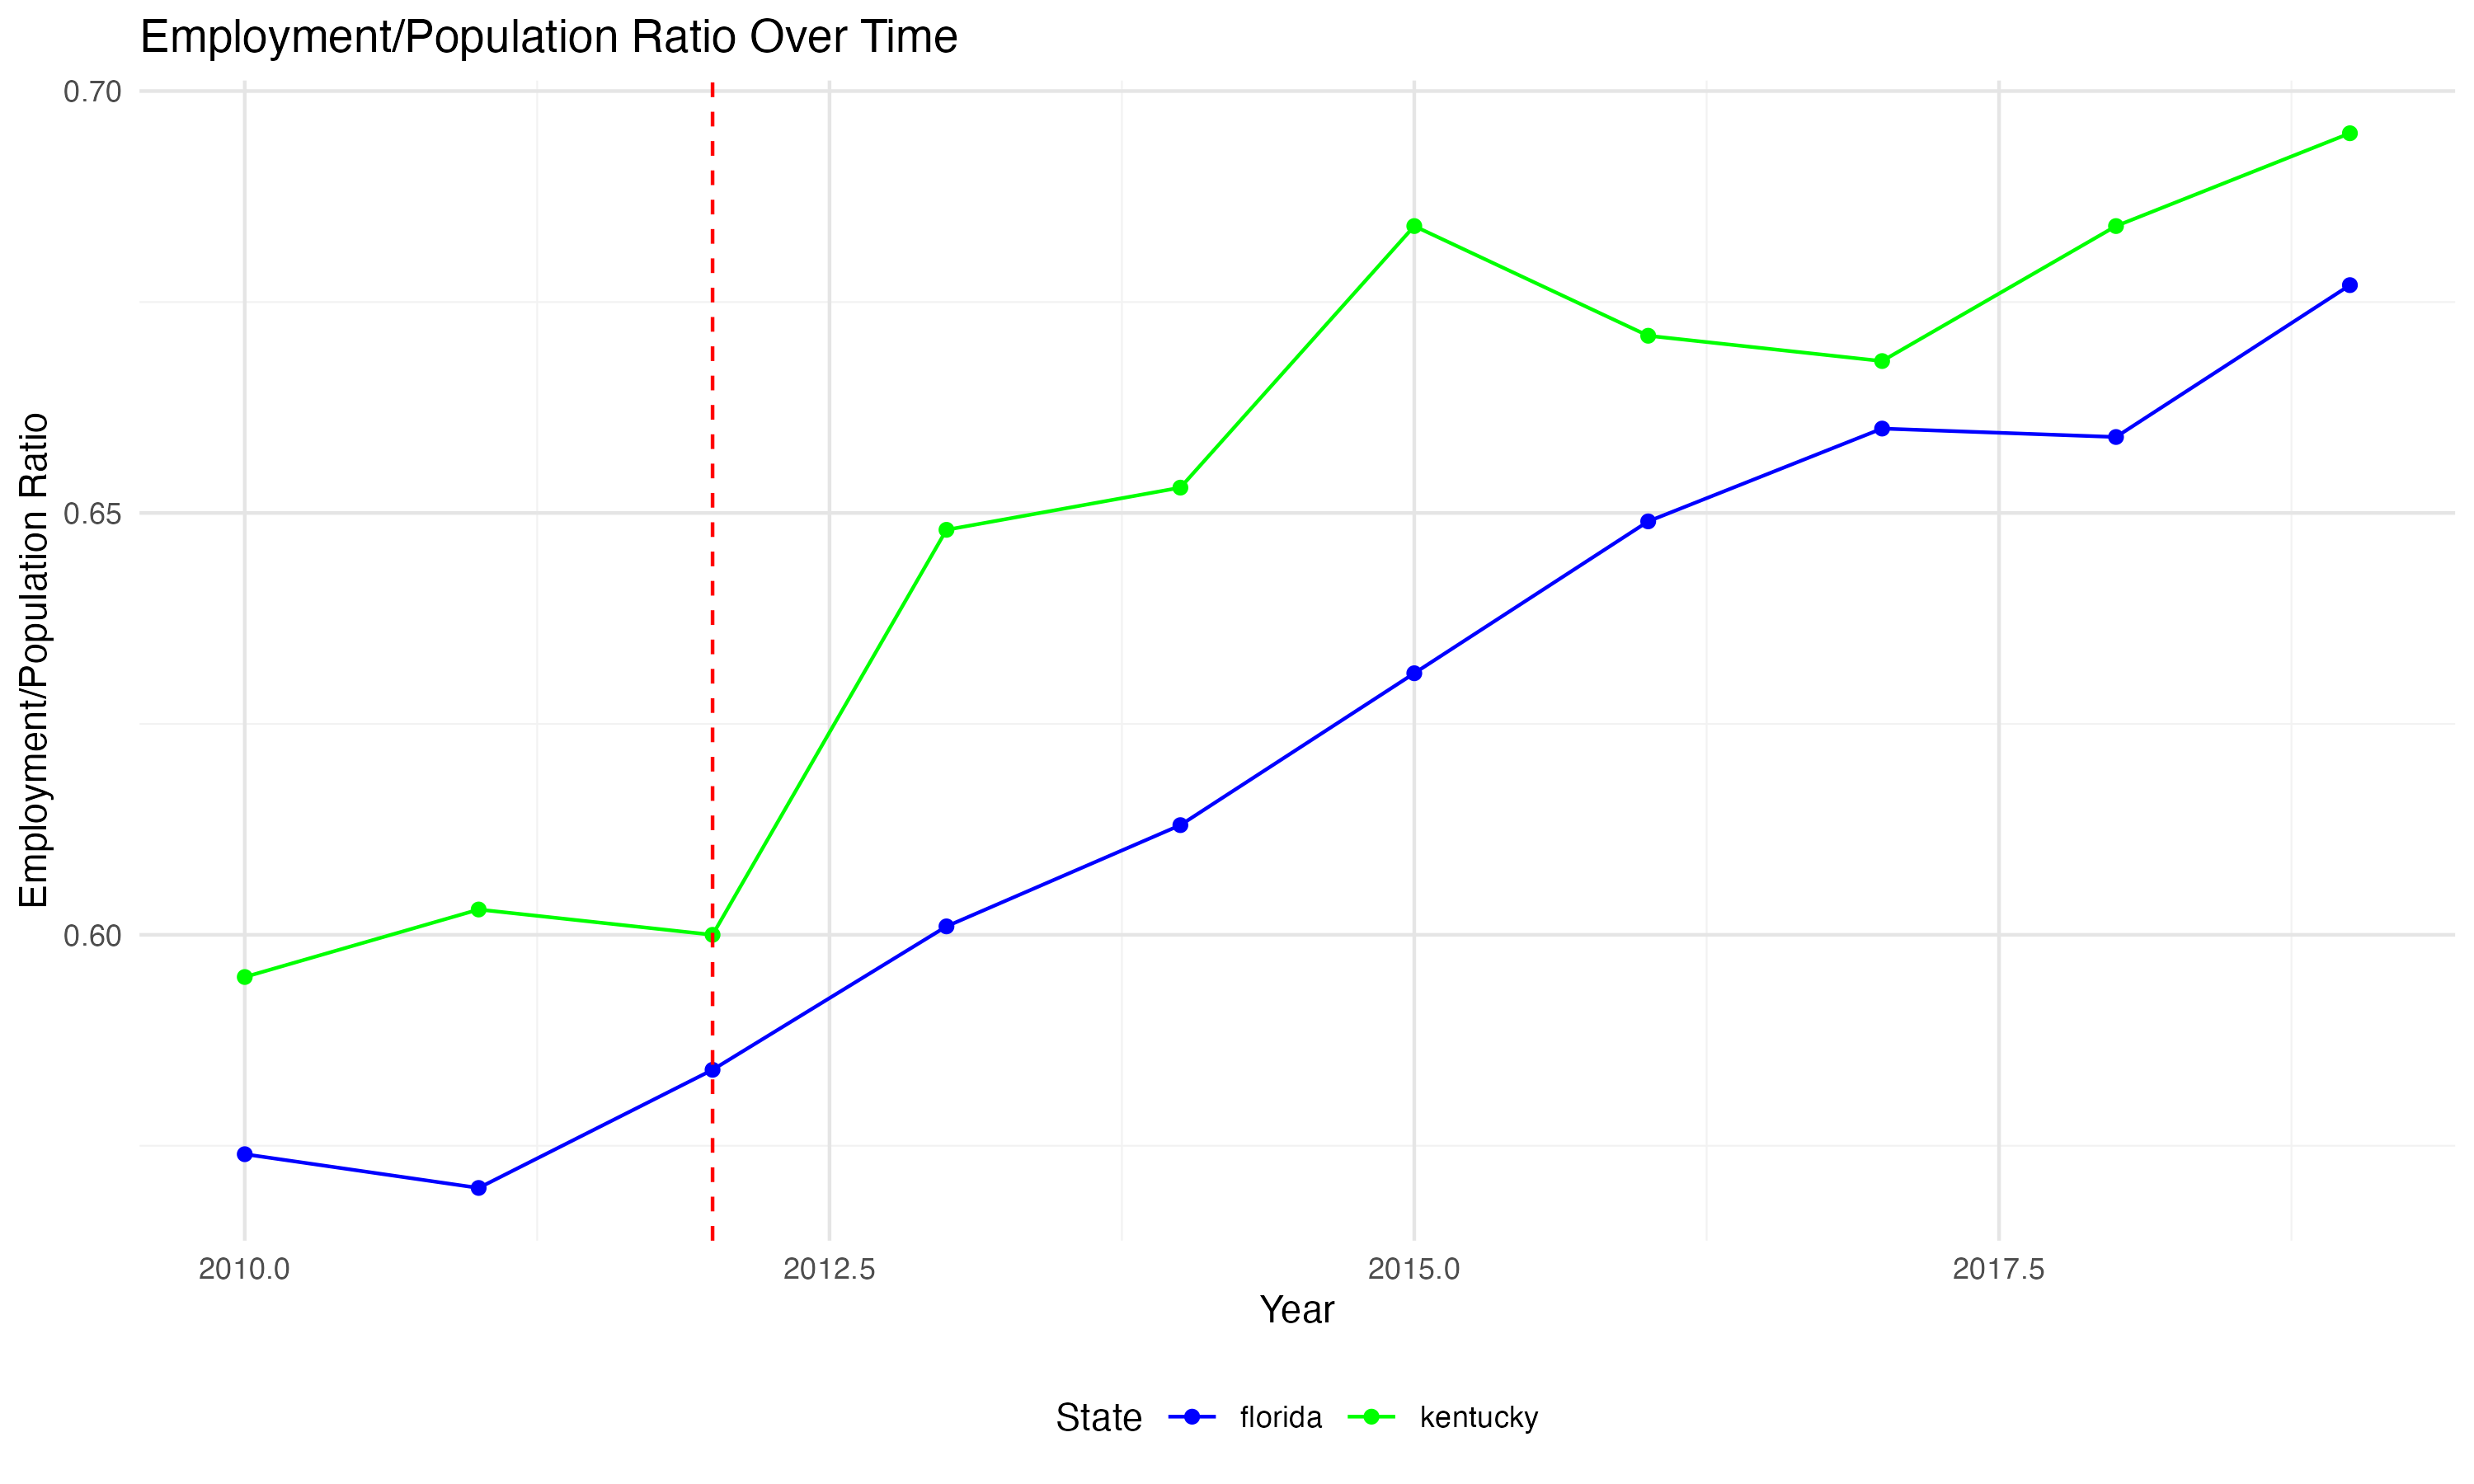 Employment/Population Ratio Over Time
Employment/Population Ratio
0.70
0.65
0.60
2010.0 2012.5 2015.0 2017.5
Year
State florida kentucky